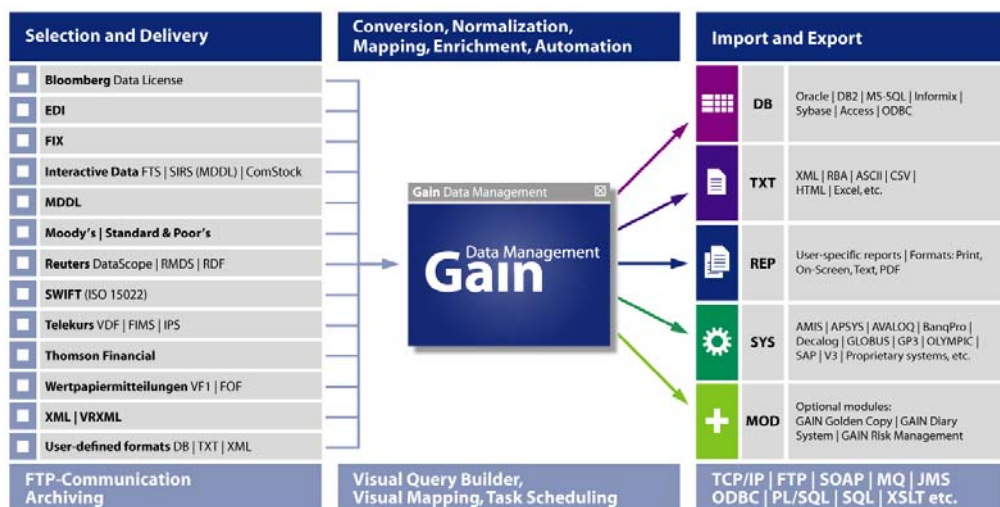 Selection and Delivery
Bloomberg Data License
EDI
FIX
Interactive Data FTS | SIRS (MDDL) | ComStock
MDDL
Moody's | Standard & Poor's
Reuters DataScope | RMDS | RDF
SWIFT (ISO 15022)
Telekurs VDF | FIMS | IPS
Thomson Financial
Wertpapiermitteilungen VF1 | FOF
XML | VRXML
User-defined formats DB | TXT | XML
FTP-Communication
Archiving
Conversion, Normalization,
Mapping, Enrichment, Automation
Gain Data Management
Data Management
Gain
Visual Query Builder,
Visual Mapping, Task Scheduling
Import and Export
DB
Oracle | DB2 | MS-SQL | Informix |
Sybase | Access | ODBC
TXT
XML | RBA | ASCII | CSV |
HTML | Excel, etc.
REP
User-specific reports | Formats: Print,
On-Screen, Text, PDF
SYS
AMIS | APSYS | AVALOQ | BanqPro |
Decalog | GLOBUS | GP3 | OLYMPIC |
SAP | V3 | Proprietary systems, etc.
MOD
Optional modules:
GAIN Golden Copy | GAIN Diary
System | GAIN Risk Management
TCP/IP | FTP | SOAP | MQ | JMS
ODBC | PL/SQL | SQL | XSLT etc.